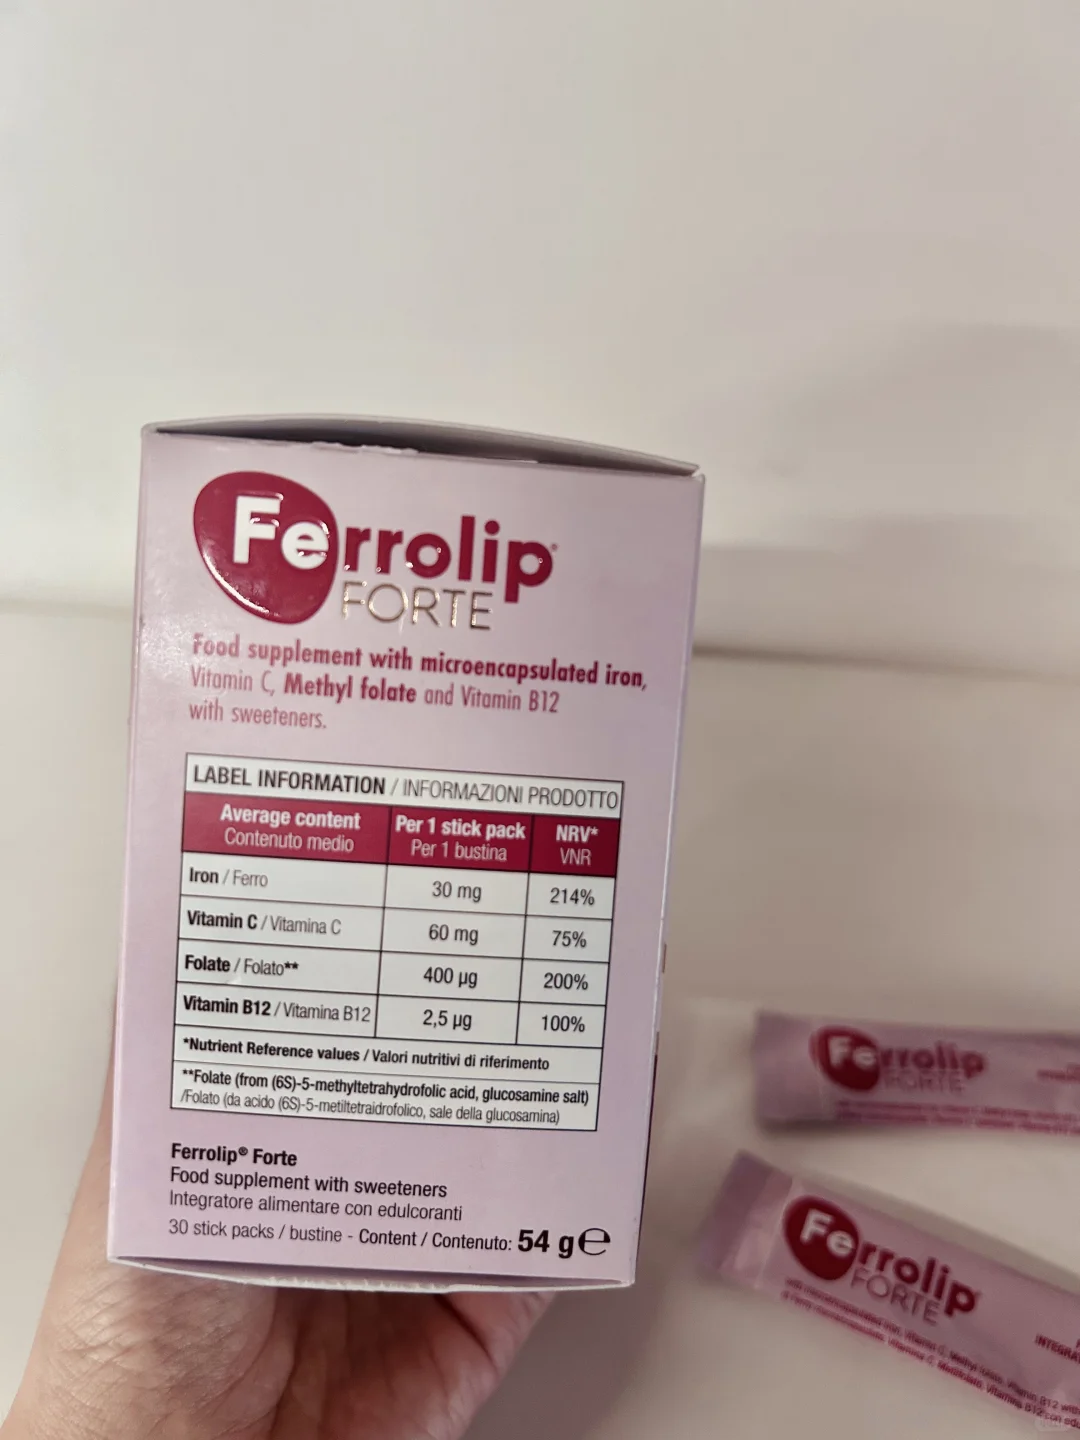 Ferrolip®
FORTE
Food supplement with microencapsulated iron,
Vitamin C, Methyl folate and Vitamin B12
with sweeteners.
LABEL INFORMATION / INFORMAZIONI PRODOTTO
Average content Per 1 stick pack NRV*
Contenuto medio Per 1 bustina VNR
Iron / Ferro 30 mg 214%
Vitamin C / Vitamina C 60 mg 75%
Folate / Folato** 400 µg 200%
Vitamin B12 / Vitamina B12 2,5 µg 100%
*Nutrient Reference values / Valori nutritivi di riferimento
**Folate (from (6S)-5-methyltetrahydrofolic acid, glucosamine salt)
/Folato (da acido (6S)-5-metiltetraidrofolico, sale della glucosamina)
Ferrolip® Forte
Food supplement with sweeteners
Integratore alimentare con edulcoranti
30 stick packs / bustine - Content / Contenuto: 54 g℮
Ferrolip
FORTE
Ferrolip
FORTE